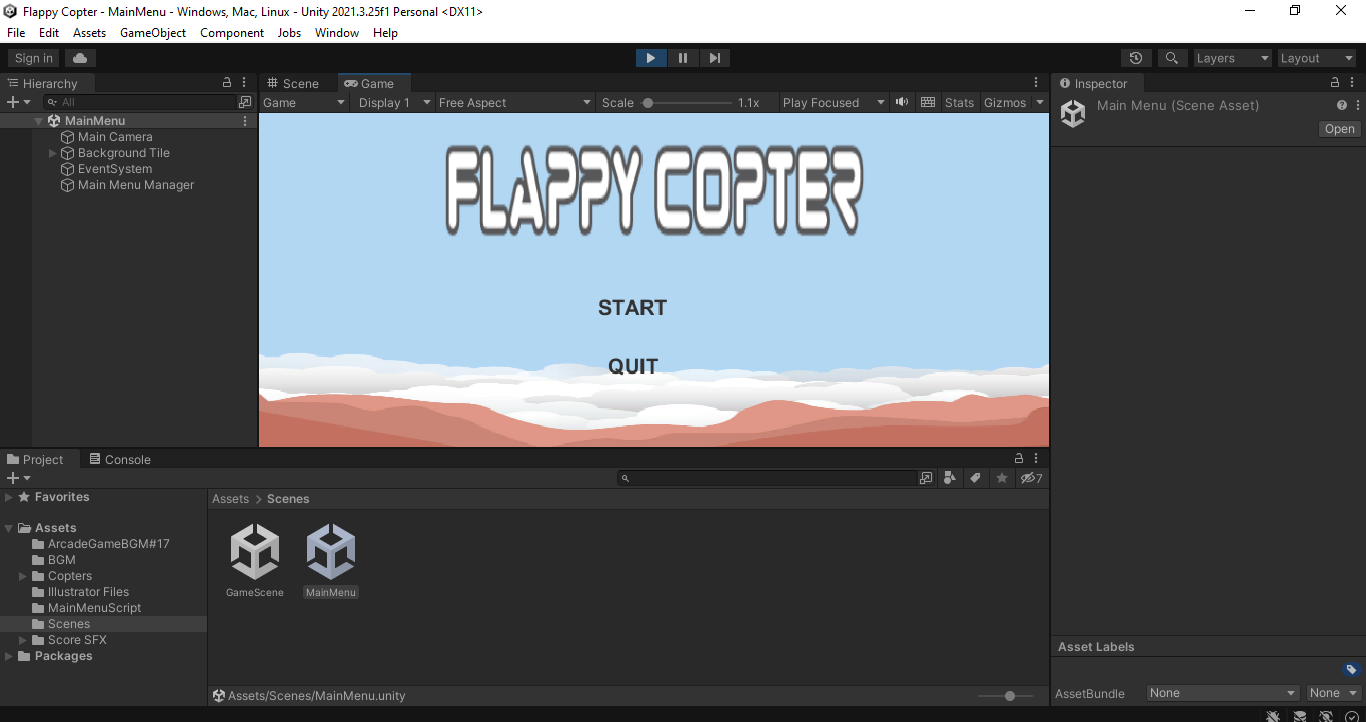 Flappy Copter - MainMenu - Windows, Mac, Linux - Unity 2021.3.25f1 Personal <DX11>
File Edit Assets GameObject Component Jobs Window Help
Sign in Layers Layout
Hierarchy
All
MainMenu
Main Camera
Background Tile
EventSystem
Main Menu Manager
Scene Game
Game Display 1 Free Aspect Scale 1.1x Play Focused Stats Gizmos
FLAPPY COPTER
START
QUIT
Inspector
Main Menu (Scene Asset)
Open
Project Console
7
Favorites
Assets
ArcadeGameBGM#17
BGM
Copters
Illustrator Files
MainMenuScript
Scenes
Score SFX
Packages
Assets > Scenes
GameScene MainMenu
Assets/Scenes/MainMenu.unity
Asset Labels
AssetBundle None None